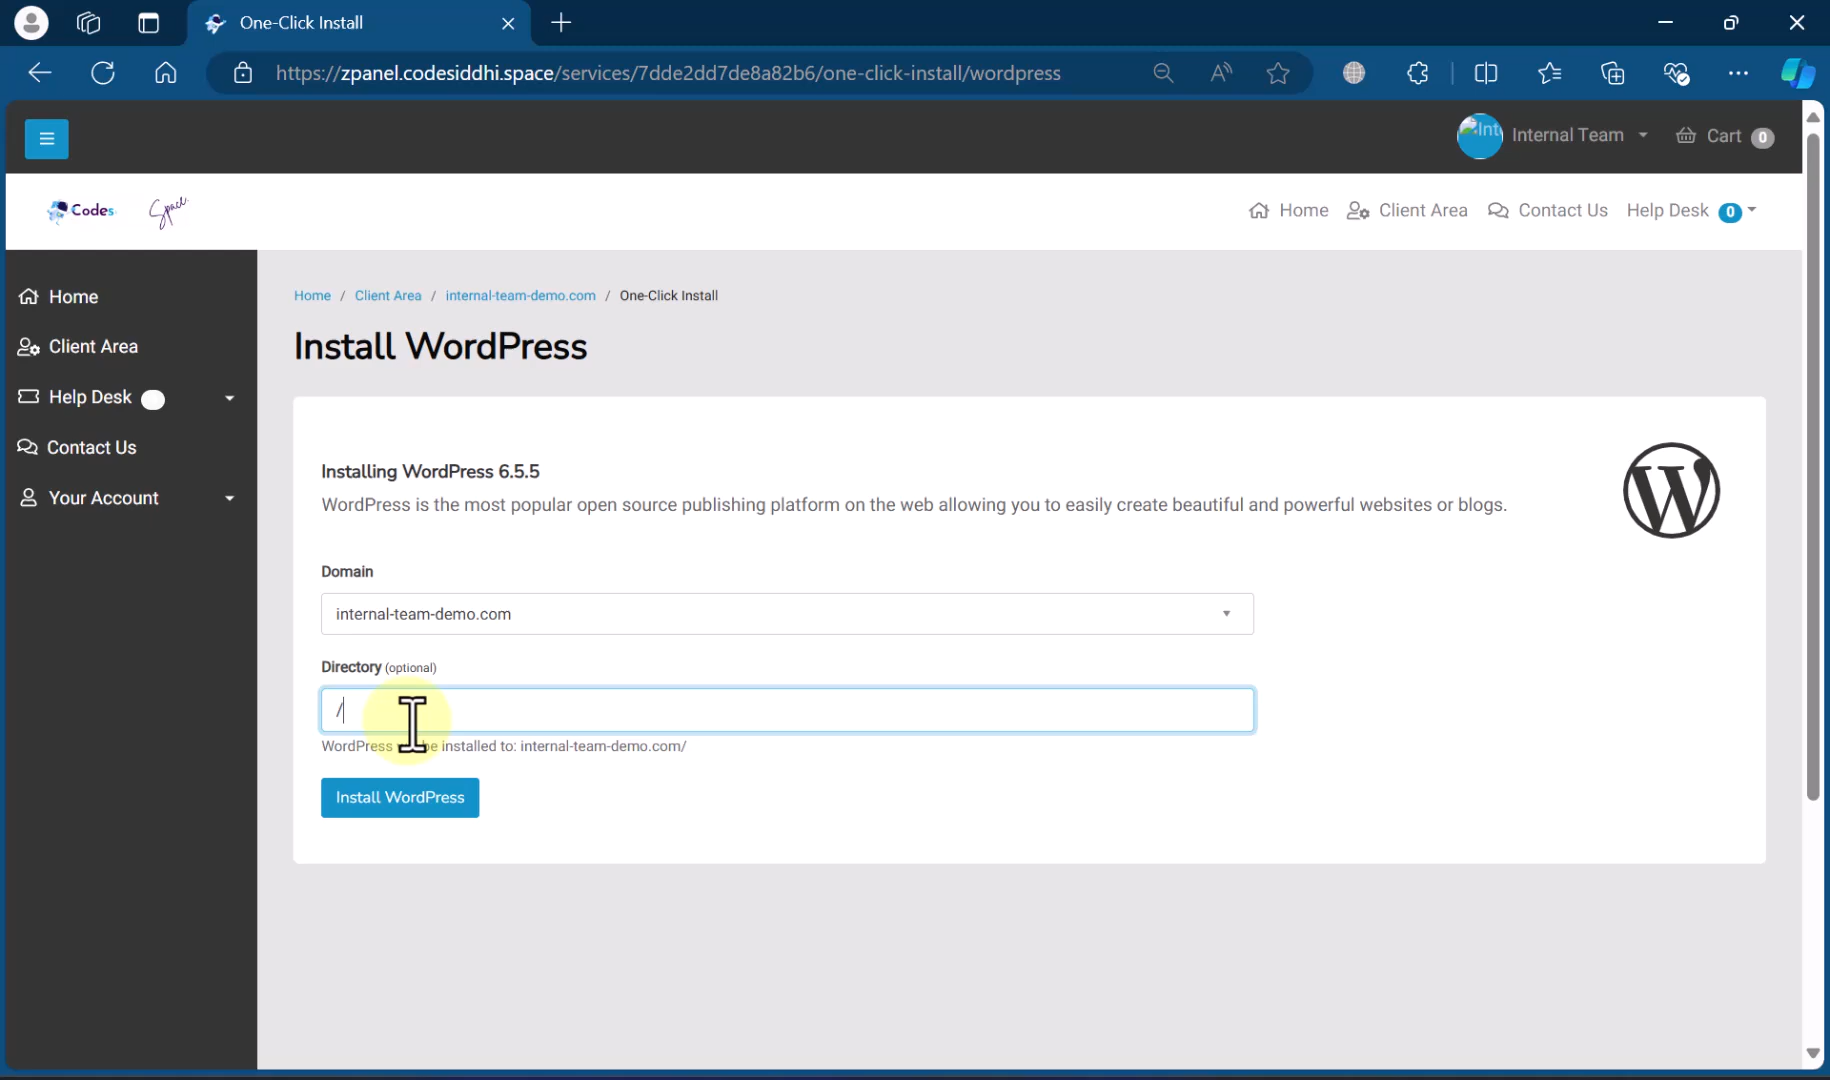 One-Click Install
https://zpanel.codesiddhi.space/services/7dde2dd7de8a82b6/one-click-install/wordpress
Internal Team
Cart 0
Codes
Space
Home
Client Area
Contact Us
Help Desk 0
Home
Client Area
Help Desk
Contact Us
Your Account
Home / Client Area / internal-team-demo.com / One-Click Install
Install WordPress
Installing WordPress 6.5.5
WordPress is the most popular open source publishing platform on the web allowing you to easily create beautiful and powerful websites or blogs.
Domain
internal-team-demo.com
Directory (optional)
/
WordPress be installed to: internal-team-demo.com/
Install WordPress